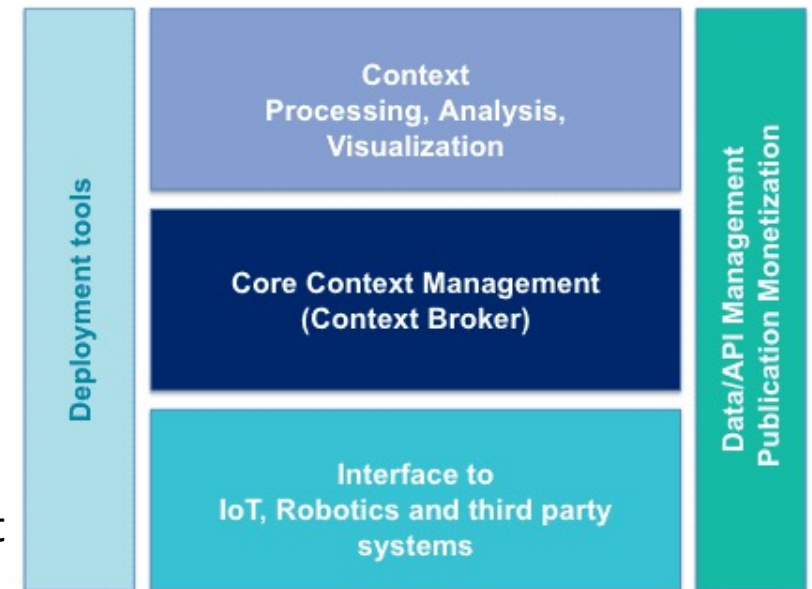 Deployment tools
Context
Processing, Analysis,
Visualization
Core Context Management
(Context Broker)
Interface to
IoT, Robotics and third party
systems
Data/API Management
Publication Monetization
t